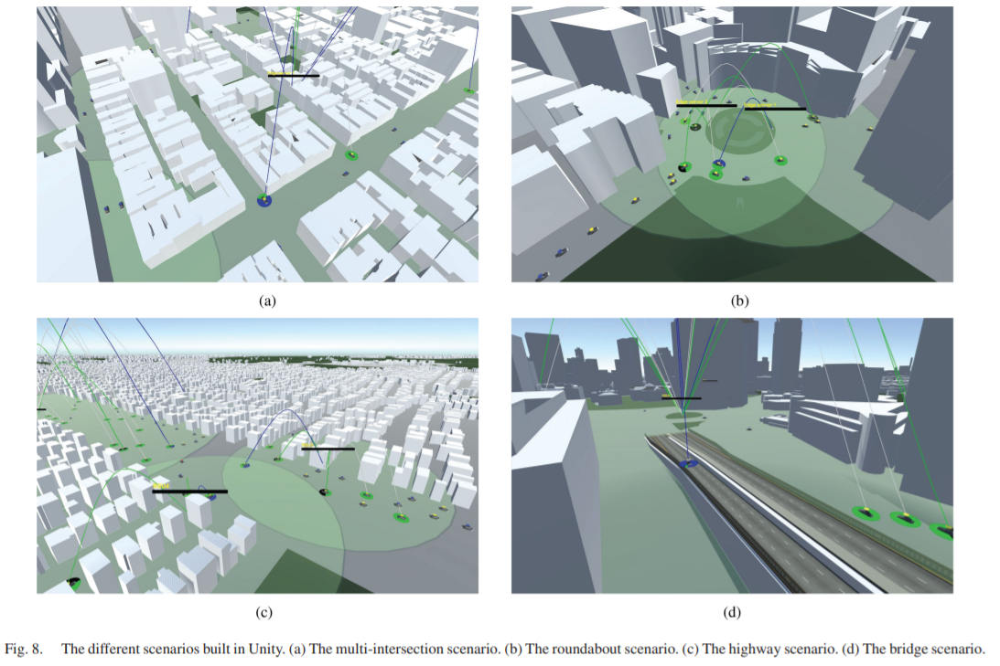 (a)
(b)
(c)
(d)
Fig. 8. The different scenarios built in Unity. (a) The multi-intersection scenario. (b) The roundabout scenario. (c) The highway scenario. (d) The bridge scenario.